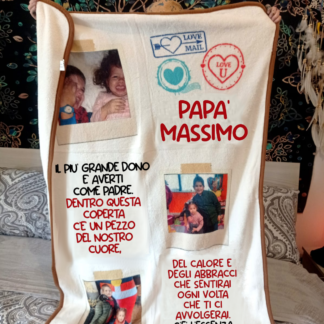 LOVE
MAIL
LOVE
U
PAPA'
MASSIMO
IL PIU' GRANDE DONO
E AVERTI
COME PADRE.
DENTRO QUESTA
COPERTA
C'E UN PEZZO
DEL NOSTRO
CUORE,
DEL CALORE E
DEGLI ABBRACCI
CHE SENTIRAI
OGNI VOLTA
CHE TI CI
AVVOLGERAI.